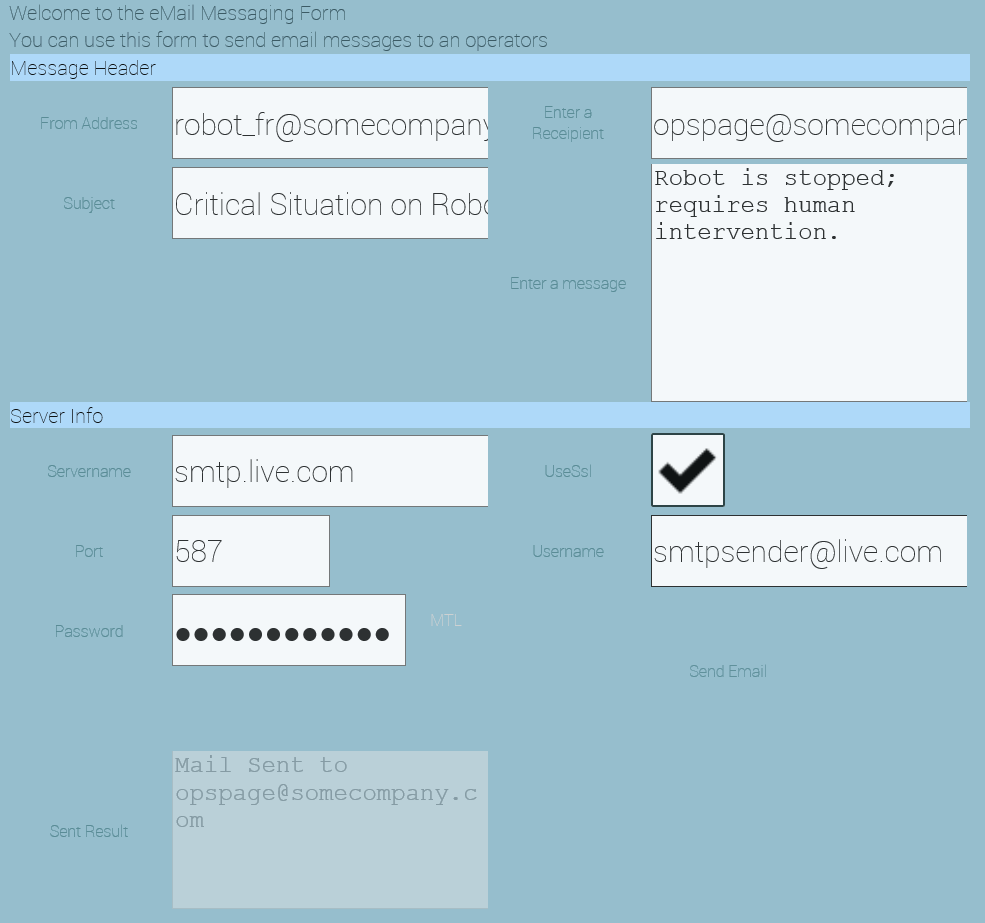 Welcome to the eMail Messaging Form
You can use this form to send email messages to an operators
Message Header
From Address
robot_fr@somecompany
Enter a
Receipient
opspage@somecompan
Subject
Critical Situation on Robo
Enter a message
Robot is stopped;
requires human
intervention.
Server Info
Servername
smtp.live.com
UseSsl
Port
587
Username
smtpsender@live.com
Password
●●●●●●●●●●●●
MTL
Send Email
Sent Result
Mail Sent to
opspage@somecompany.c
om